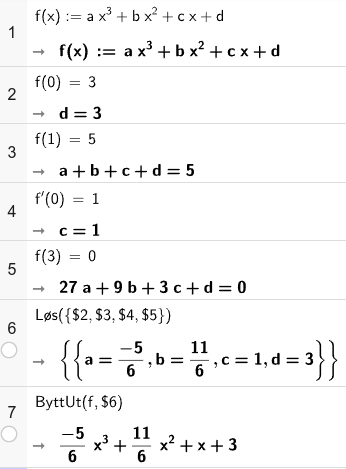 1
f(x) := a x³ + b x² + c x + d
→ f(x) := a x³ + b x² + c x + d
2
f(0) = 3
→ d = 3
3
f(1) = 5
→ a + b + c + d = 5
4
f′(0) = 1
→ c = 1
5
f(3) = 0
→ 27 a + 9 b + 3 c + d = 0
6
Løs({$2, $3, $4, $5})
→ {{a = -5/6, b = 11/6, c = 1, d = 3}}
7
ByttUt(f, $6)
→ -5/6 x³ + 11/6 x² + x + 3